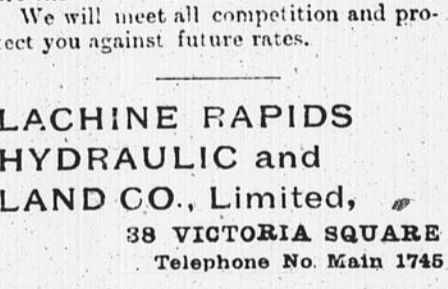 We will meet all competition and pro-
tect you against future rates.
LACHINE RAPIDS
HYDRAULIC and
LAND CO., Limited,
38 VICTORIA SQUARE
Telephone No. Main 1745